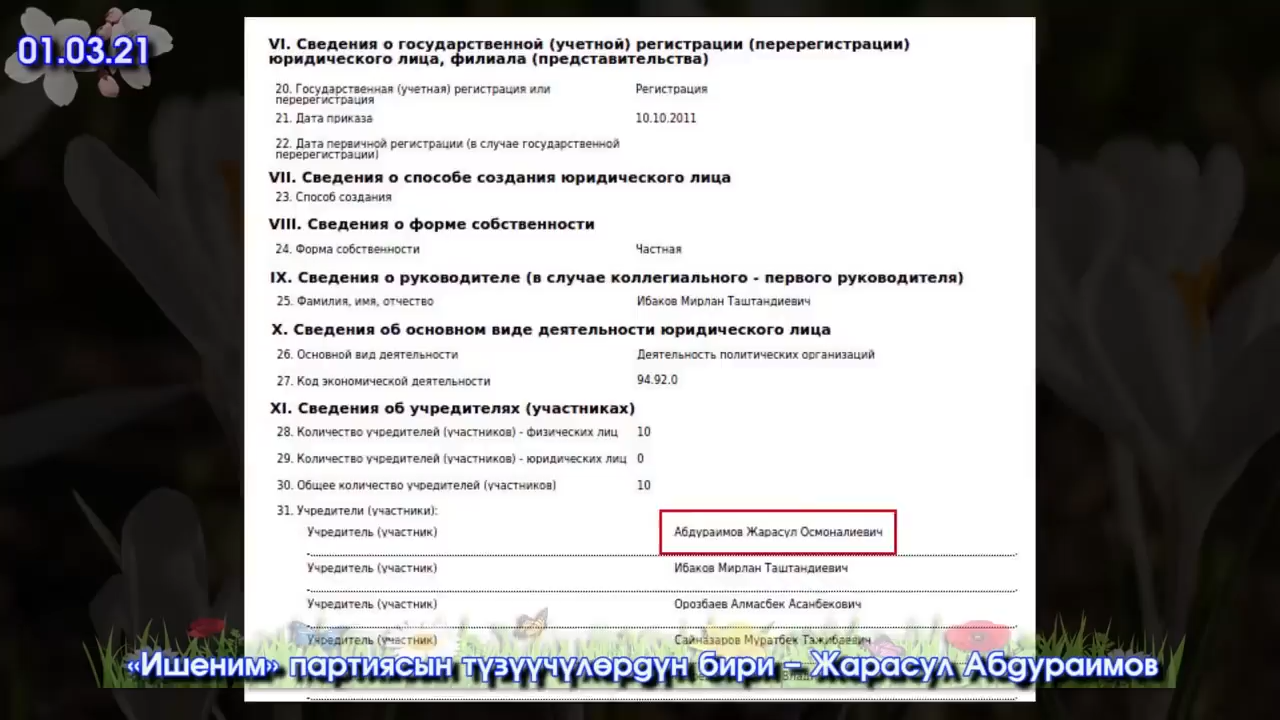 01.03.21
VI. Сведения о государственной (учетной) регистрации (перерегистрации)
юридического лица, филиала (представительства)
20. Государственная (учетная) регистрация или
перерегистрация
Регистрация
21. Дата приказа
10.10.2011
22. Дата первичной регистрации (в случае государственной
перерегистрации)
VII. Сведения о способе создания юридического лица
23. Способ создания
VIII. Сведения о форме собственности
24. Форма собственности
Частная
IX. Сведения о руководителе (в случае коллегиального - первого руководителя)
25. Фамилия, имя, отчество
Ибаков Мирлан Таштандиевич
X. Сведения об основном виде деятельности юридического лица
26. Основной вид деятельности
Деятельность политических организаций
27. Код экономической деятельности
94.92.0
XI. Сведения об учредителях (участниках)
28. Количество учредителей (участников) - физических лиц
10
29. Количество учредителей (участников) - юридических лиц
0
30. Общее количество учредителей (участников)
10
31. Учредители (участники):
Учредитель (участник)
Абдураимов Жарасул Осмоналиевич
Учредитель (участник)
Ибаков Мирлан Таштандиевич
Учредитель (участник)
Орозбаев Алмасбек Асанбекович
Учредитель (участник)
Сайназаров Муратбек Тажибаевич
«Ишеним» партиясын түзүүчүлөрдүн бири – Жарасул Абдураимов